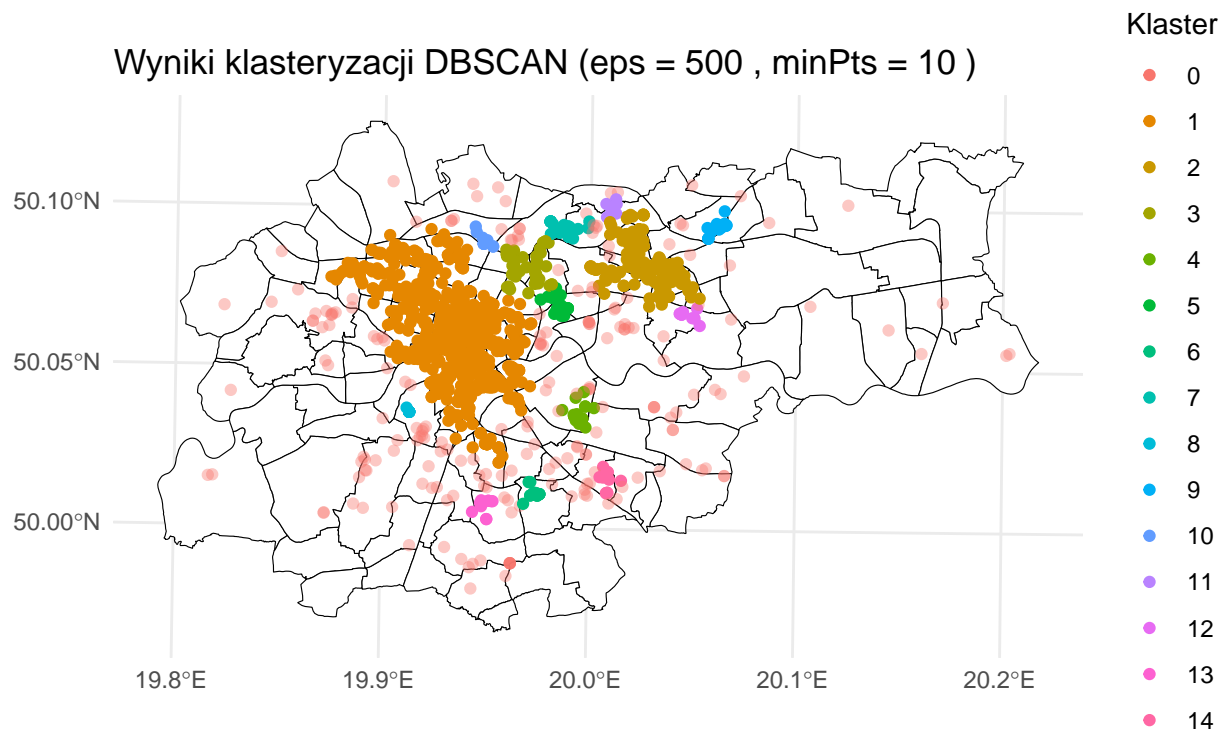 Wyniki klasteryzacji DBSCAN (eps = 500 , minPts = 10 )
50.10°N
50.05°N
50.00°N
19.8°E
19.9°E
20.0°E
20.1°E
20.2°E
Klaster
0
1
2
3
4
5
6
7
8
9
10
11
12
13
14